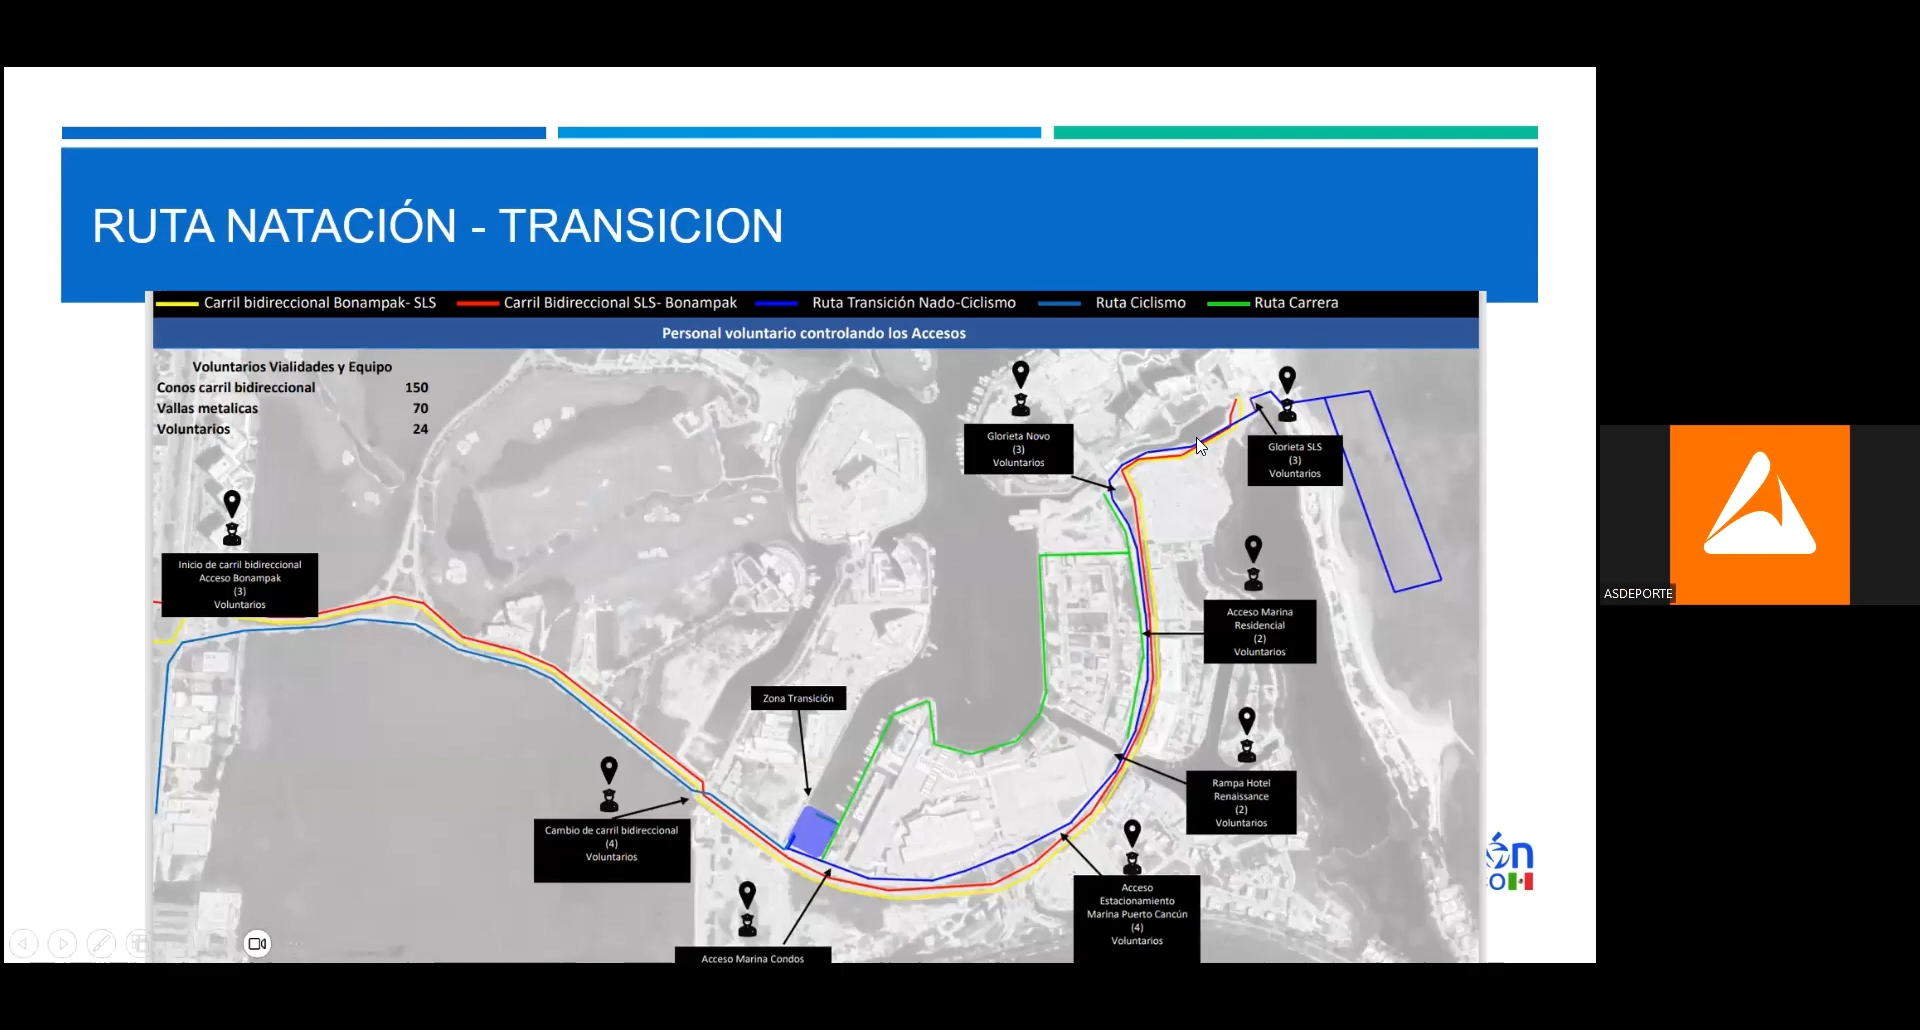 RUTA NATACIÓN - TRANSICION
Carril bidireccional Bonampak- SLS
Carril Bidireccional SLS- Bonampak
Ruta Transición Nado-Ciclismo
Ruta Ciclismo
Ruta Carrera
Personal voluntario controlando los Accesos
Voluntarios Vialidades y Equipo
Conos carril bidireccional 150
Vallas metalicas 70
Voluntarios 24
Glorieta Novo
(3)
Voluntarios
Glorieta SLS
(3)
Voluntarios
Inicio de carril bidireccional
Acceso Bonampak
(3)
Voluntarios
Acceso Marina
Residencial
(2)
Voluntarios
Zona Transición
Rampa Hotel
Renaissance
(2)
Voluntarios
Cambio de carril bidireccional
(4)
Voluntarios
Acceso
Estacionamiento
Marina Puerto Cancún
(4)
Voluntarios
Acceso Marina Condos
ASDEPORTE